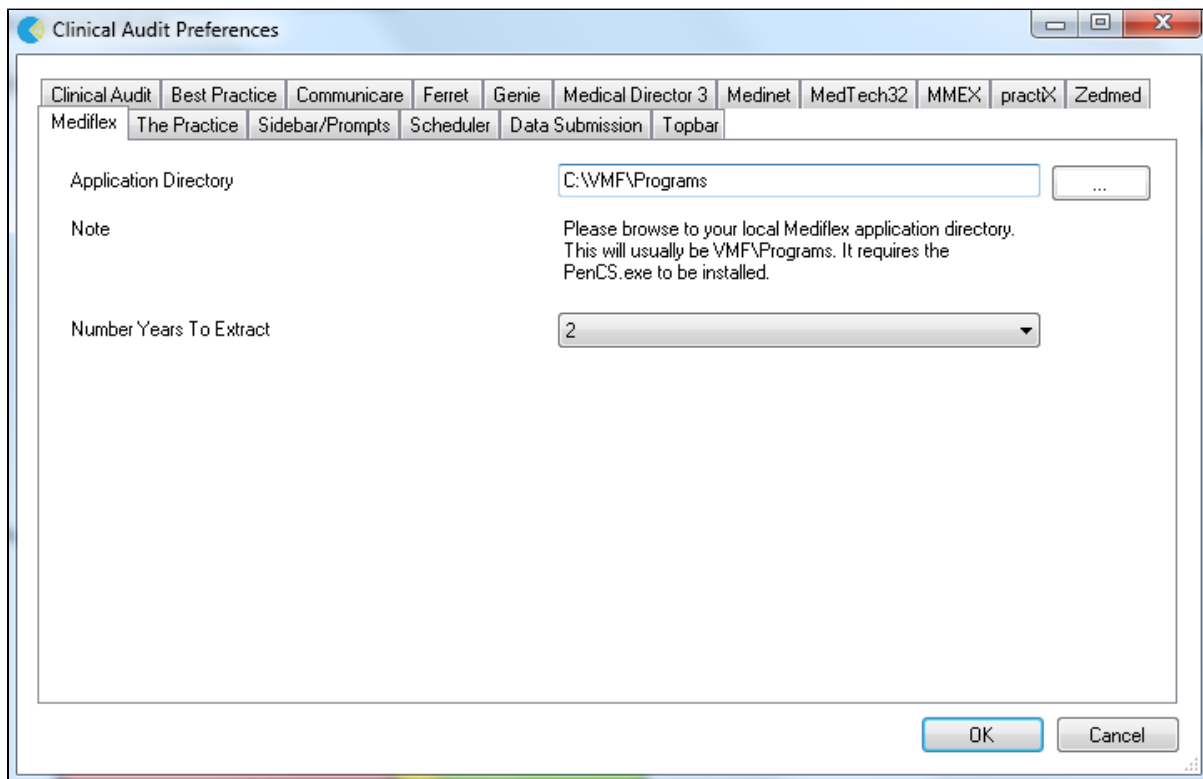 Clinical Audit Preferences
Clinical Audit Best Practice Communicare Ferret Genie Medical Director 3 Medinet MedTech32 MMEX practiX Zedmed
Mediflex The Practice Sidebar/Prompts Scheduler Data Submission Topbar
Application Directory C:\VMF\Programs ...
Note Please browse to your local Mediflex application directory.
This will usually be VMF\Programs. It requires the
PenCS.exe to be installed.
Number Years To Extract 2
OK Cancel